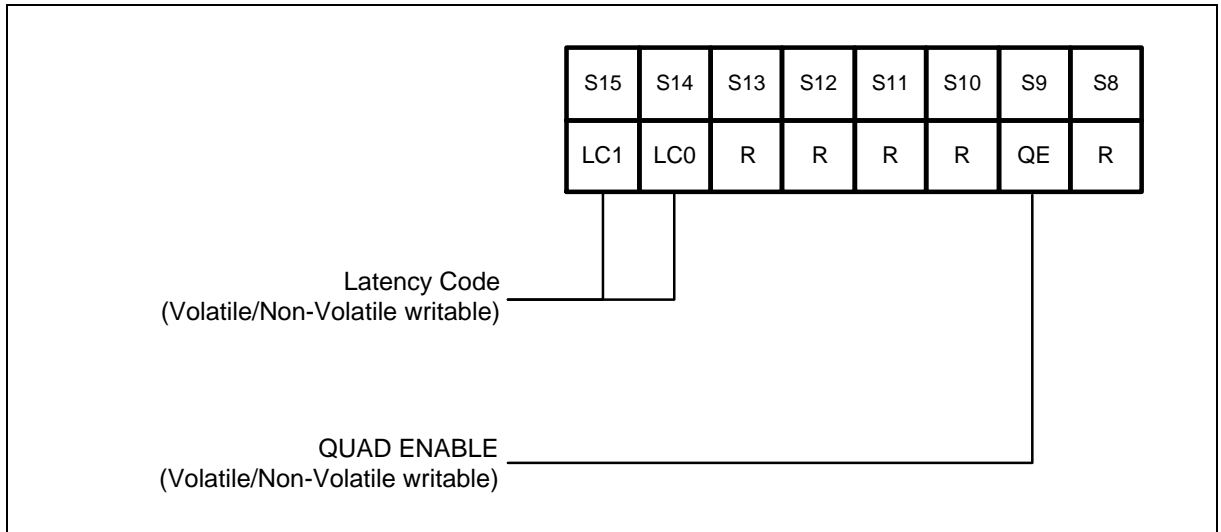 S15 S14 S13 S12 S11 S10 S9 S8
LC1 LC0 R R R R QE R
Latency Code
(Volatile/Non-Volatile writable)
QUAD ENABLE
(Volatile/Non-Volatile writable)